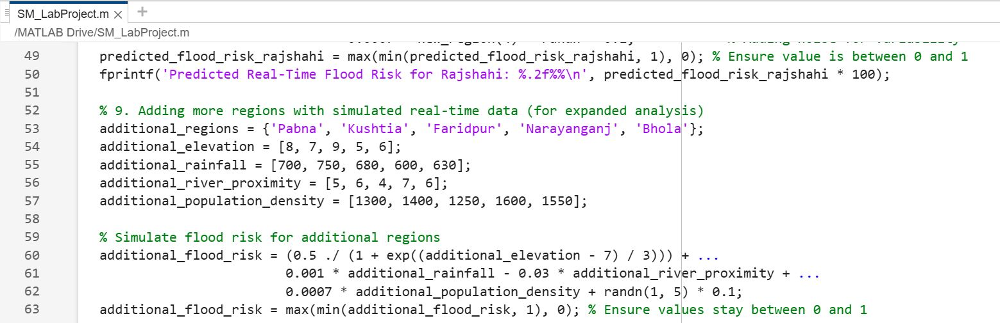 SM_LabProject.m × +
/MATLAB Drive/SM_LabProject.m
49 predicted_flood_risk_rajshahi = max(min(predicted_flood_risk_rajshahi, 1), 0); % Ensure value is between 0 and 1
50 fprintf('Predicted Real-Time Flood Risk for Rajshahi: %.2f%%\n', predicted_flood_risk_rajshahi * 100);
51
52 % 9. Adding more regions with simulated real-time data (for expanded analysis)
53 additional_regions = {'Pabna', 'Kushtia', 'Faridpur', 'Narayanganj', 'Bhola'};
54 additional_elevation = [8, 7, 9, 5, 6];
55 additional_rainfall = [700, 750, 680, 600, 630];
56 additional_river_proximity = [5, 6, 4, 7, 6];
57 additional_population_density = [1300, 1400, 1250, 1600, 1550];
58
59 % Simulate flood risk for additional regions
60 additional_flood_risk = (0.5 ./ (1 + exp((additional_elevation - 7) / 3))) + ...
61 0.001 * additional_rainfall - 0.03 * additional_river_proximity + ...
62 0.0007 * additional_population_density + randn(1, 5) * 0.1;
63 additional_flood_risk = max(min(additional_flood_risk, 1), 0); % Ensure values stay between 0 and 1